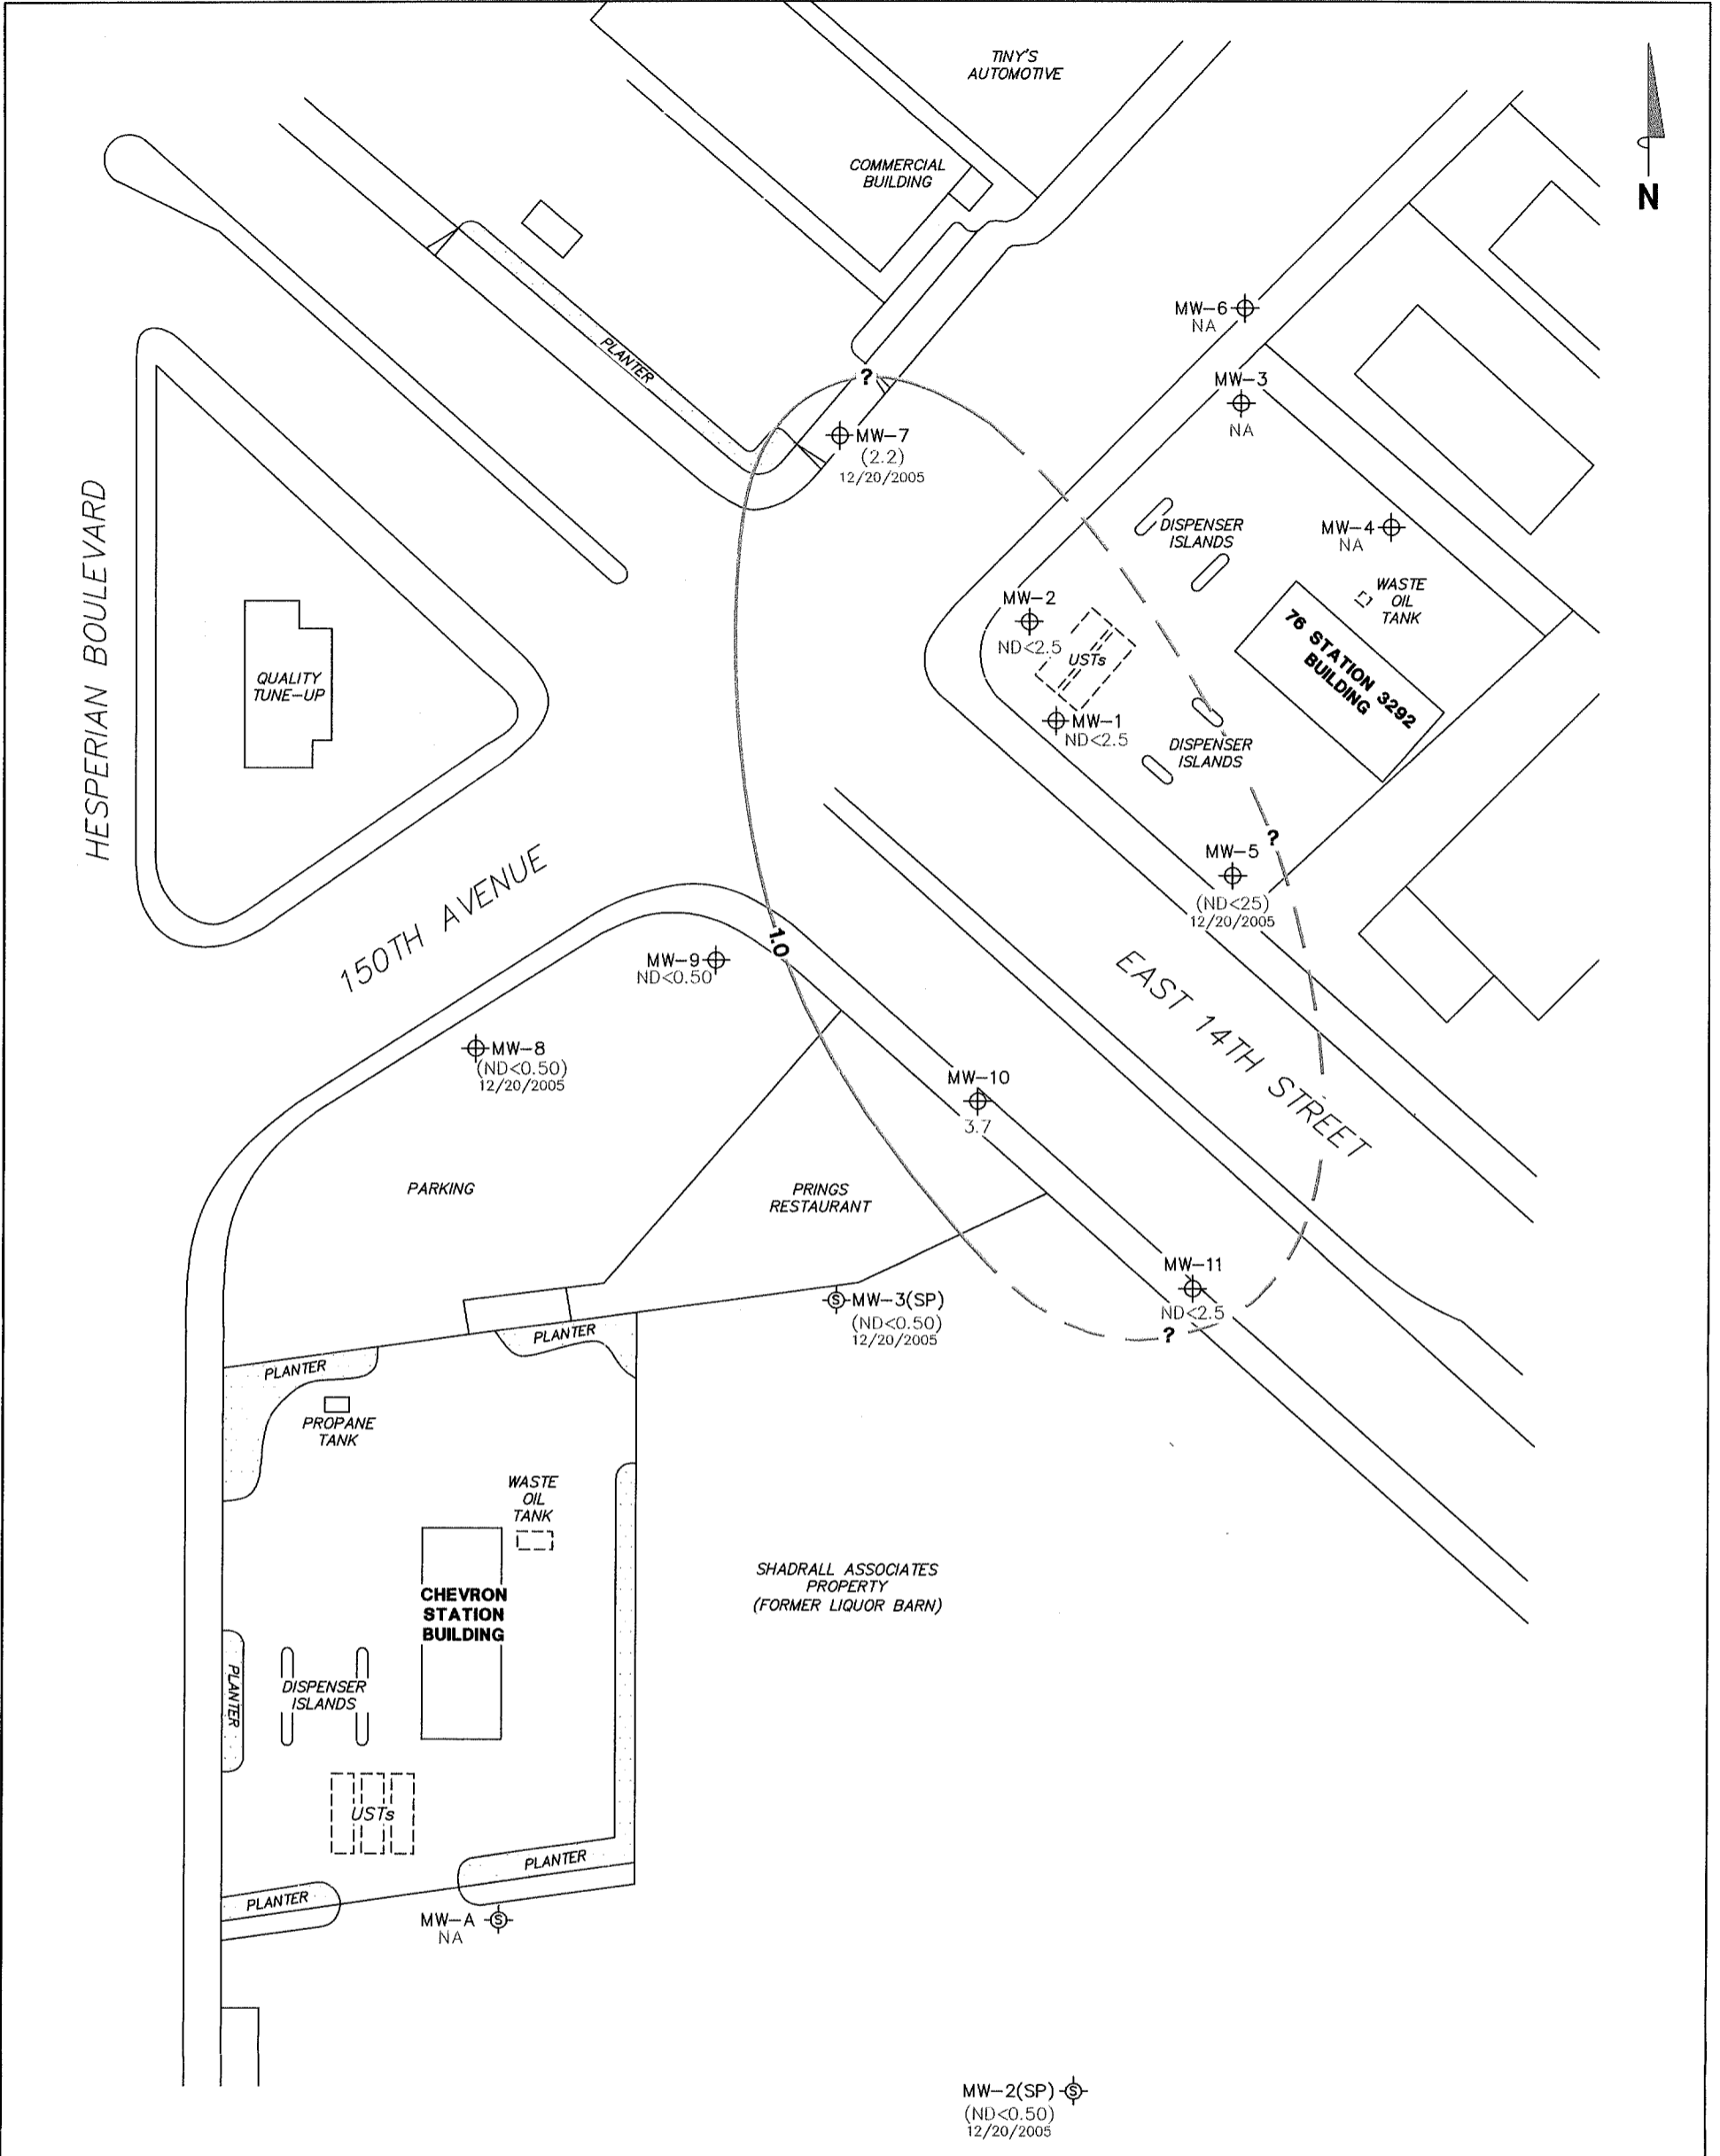 TINY'S
AUTOMOTIVE
COMMERCIAL
BUILDING
N
MW-6
NA
PLANTER
?
MW-3
NA
MW-7
(2.2)
12/20/2005
HESPERIAN BOULEVARD
DISPENSER
ISLANDS
MW-4
NA
WASTE
OIL
TANK
MW-2
ND<2.5
USTs
76 STATION 3292
BUILDING
QUALITY
TUNE-UP
MW-1
ND<2.5
DISPENSER
ISLANDS
?
MW-5
(ND<25)
12/20/2005
150TH AVENUE
1.0
MW-9
ND<0.50
EAST 14TH STREET
MW-8
(ND<0.50)
12/20/2005
MW-10
3.7
PARKING
PRINGS
RESTAURANT
MW-11
ND<2.5
?
S
MW-3(SP)
(ND<0.50)
12/20/2005
PLANTER
PLANTER
PROPANE
TANK
WASTE
OIL
TANK
SHADRALL ASSOCIATES
PROPERTY
(FORMER LIQUOR BARN)
CHEVRON
STATION
BUILDING
PLANTER
DISPENSER
ISLANDS
USTs
PLANTER
PLANTER
MW-A
S
NA
MW-2(SP)
S
(ND<0.50)
12/20/2005